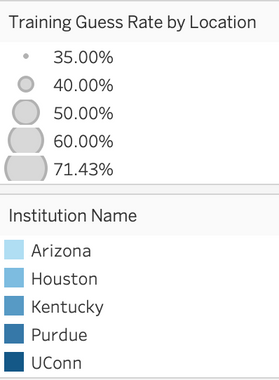 Training Guess Rate by Location
35.00%
40.00%
50.00%
60.00%
71.43%
Institution Name
Arizona
Houston
Kentucky
Purdue
UConn